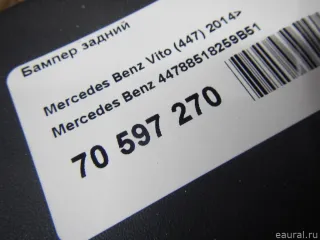 Бампер задний
Mercedes Benz Vito (447) 2014>
Mercedes Benz 44788518259B51
70 597 270
eaural.ru